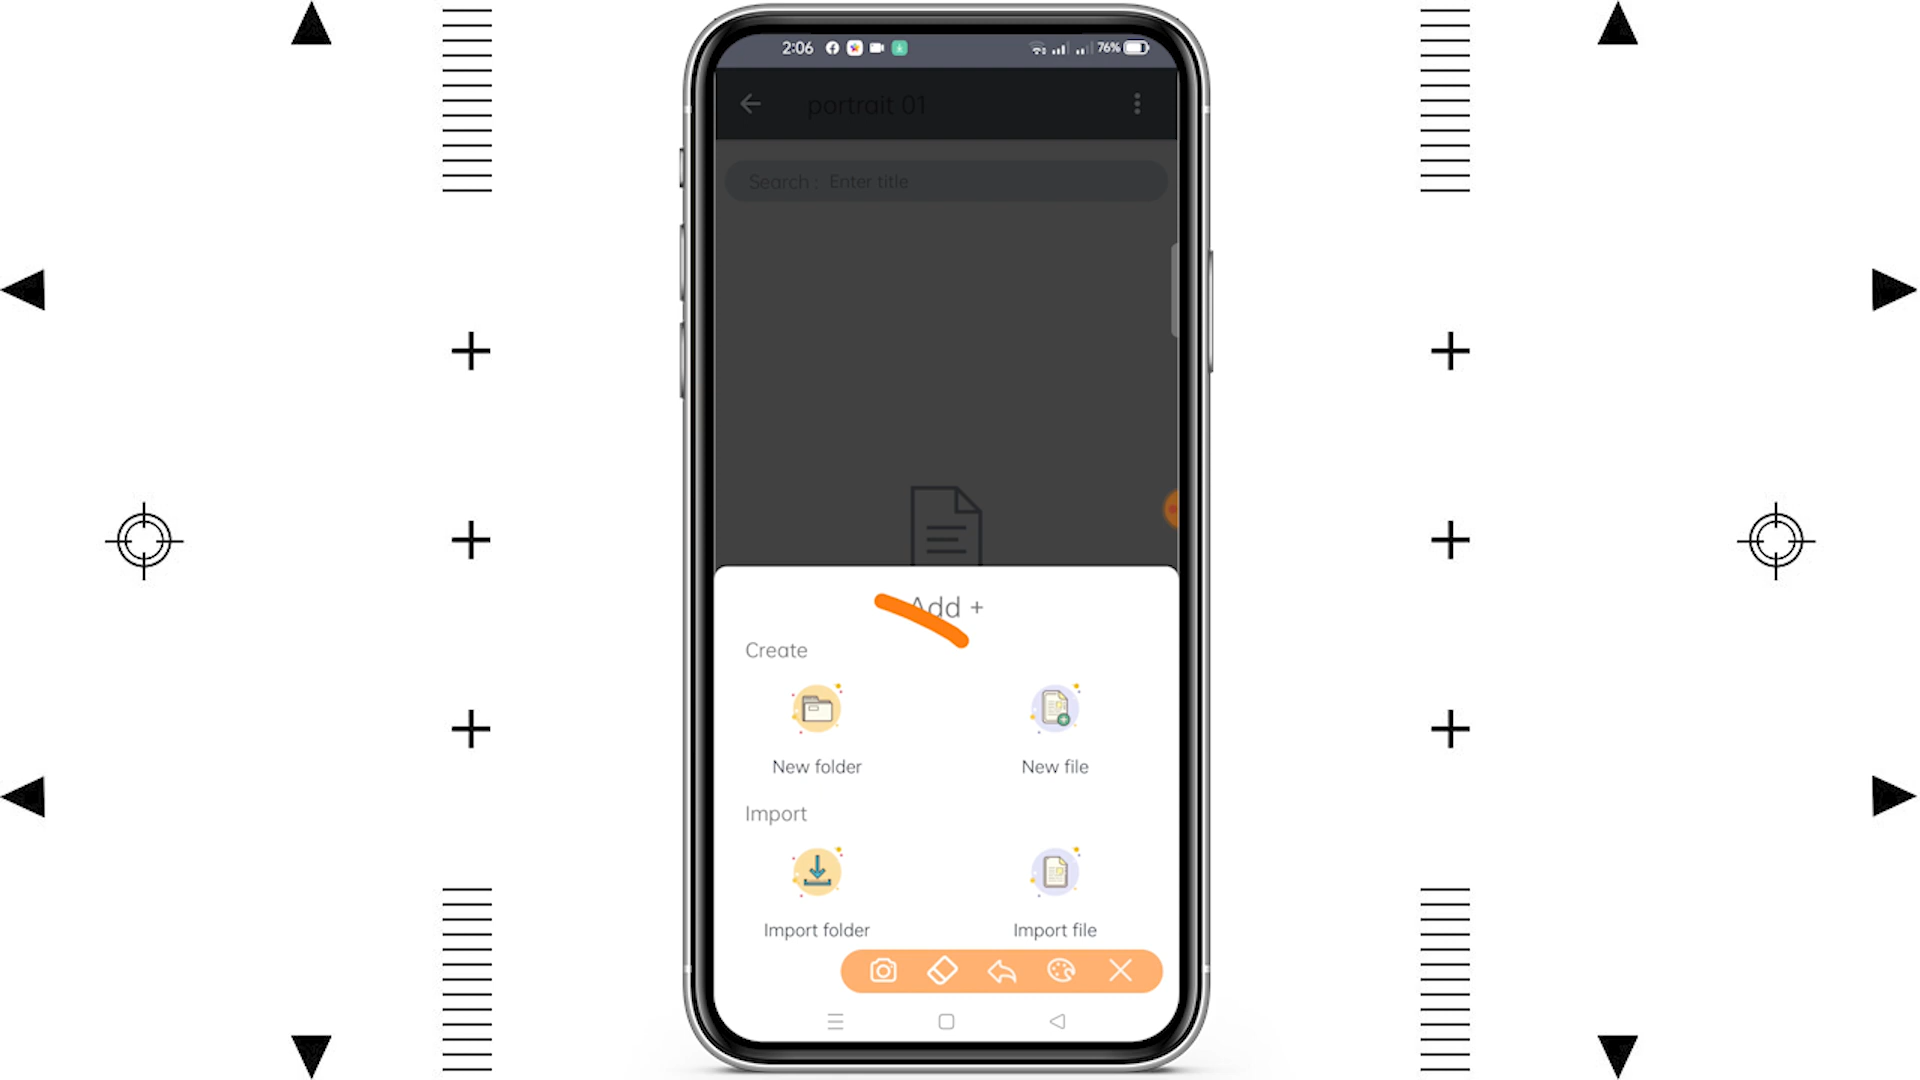 2:06 76%
portrait 01
Search : Enter title
Add +
Create
New folder New file
Import
Import folder Import file